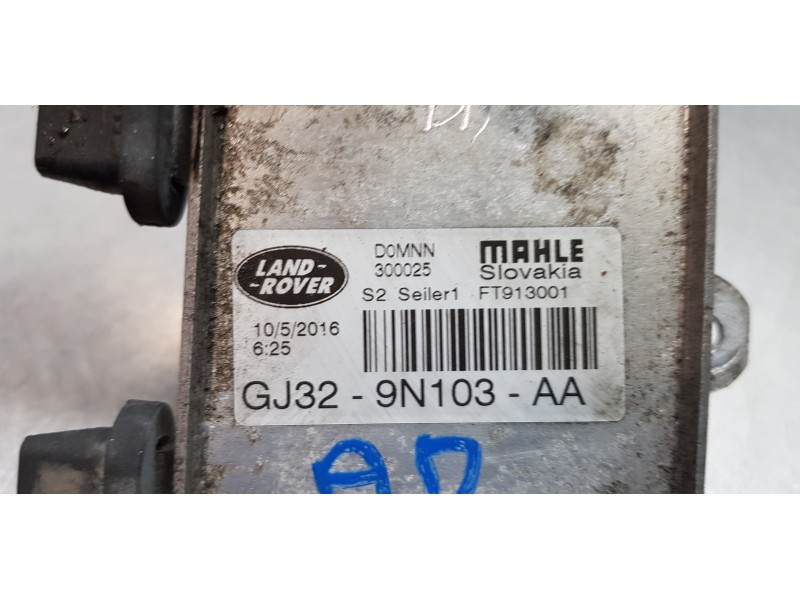 LAND-
-ROVER
D0MNN
300025
MAHLE
Slovakia
S2 Seiler1 FT913001
10/5/2016
6:25
GJ32 - 9N103 - AA